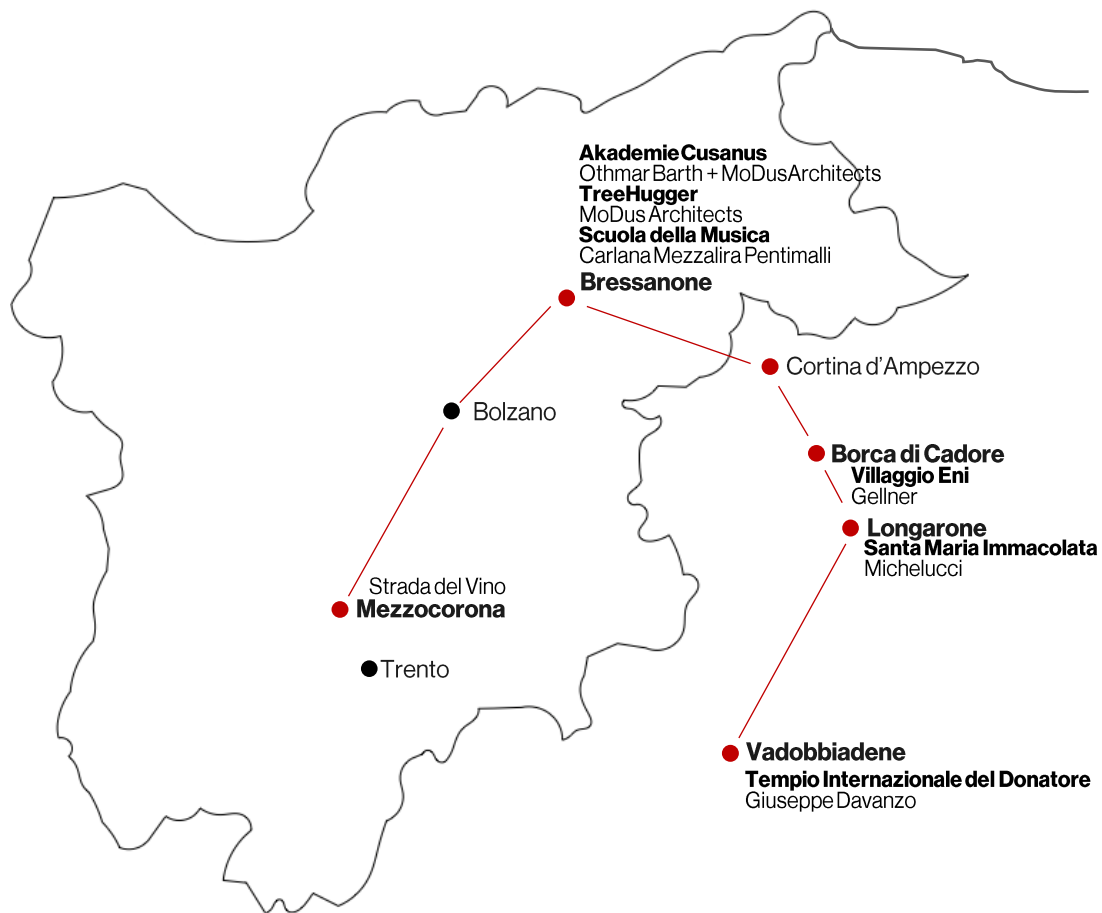 Akademie Cusanus
Othmar Barth + MoDusArchitects
TreeHugger
MoDus Architects
Scuola della Musica
Carlana Mezzalira Pentimalli
Bressanone
Cortina d'Ampezzo
Bolzano
Borca di Cadore
Villaggio Eni
Gellner
Longarone
Santa Maria Immacolata
Michelucci
Strada del Vino
Mezzocorona
Trento
Vadobbiadene
Tempio Internazionale del Donatore
Giuseppe Davanzo